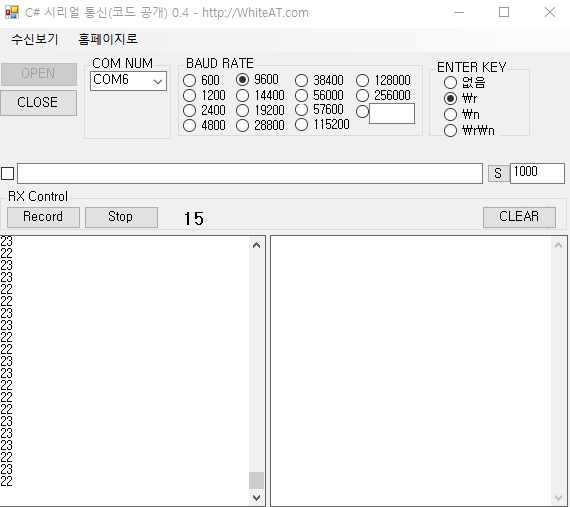 C# 시리얼 통신(코드 공개) 0.4 - http://WhiteAT.com
수신보기 홈페이지로
OPEN
CLOSE
COM NUM
COM6
BAUD RATE
600 9600 38400 128000
1200 14400 56000 256000
2400 19200 57600
4800 28800 115200
ENTER KEY
없음
₩r
₩n
₩r₩n
S 1000
RX Control
Record Stop 15 CLEAR
23
22
23
23
22
22
23
23
22
22
23
23
22
22
22
23
23
23
22
23
22